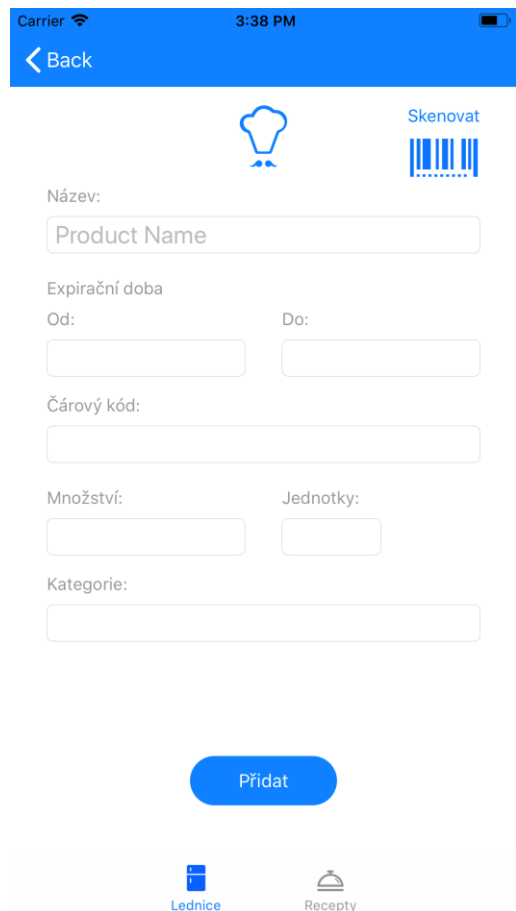 Carrier 3:38 PM
Back
Skenovat
Název:
Product Name
Expirační doba
Od: Do:
Čárový kód:
Množství: Jednotky:
Kategorie:
Přidat
Lednice Recepty